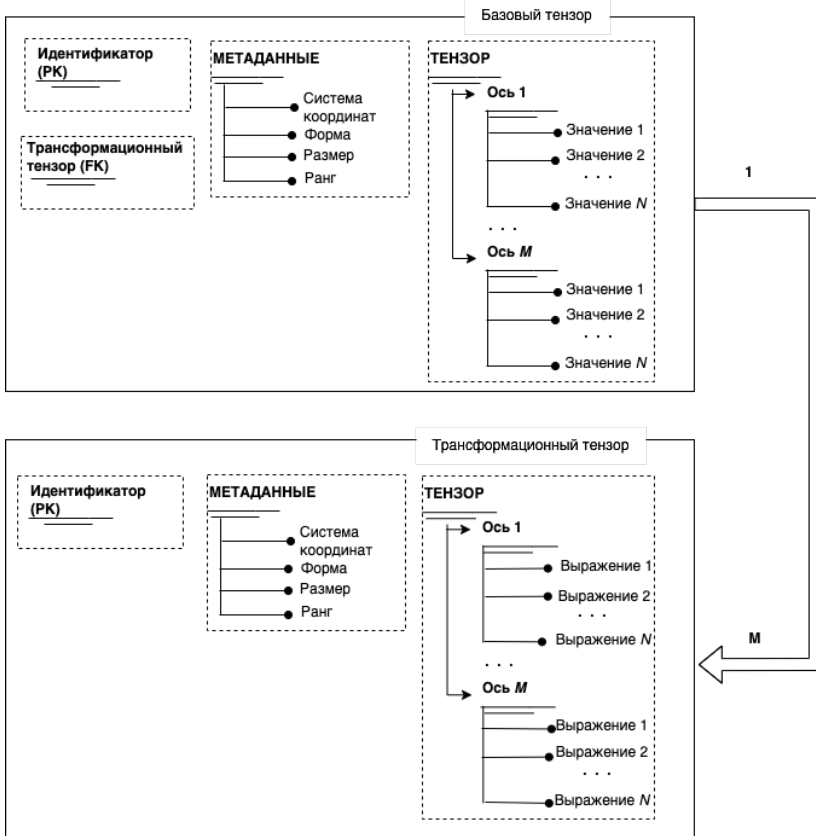 Базовый тензор
Идентификатор
(PK)
Трансформационный
тензор (FK)
МЕТАДАННЫЕ
Система
координат
Форма
Размер
Ранг
ТЕНЗОР
Ось 1
Значение 1
Значение 2
. . .
Значение N
. . .
Ось M
Значение 1
Значение 2
. . .
Значение N
1
Трансформационный тензор
Идентификатор
(PK)
МЕТАДАННЫЕ
Система
координат
Форма
Размер
Ранг
ТЕНЗОР
Ось 1
Выражение 1
Выражение 2
. . .
Выражение N
. . .
Ось M
Выражение 1
Выражение 2
. . .
Выражение N
M